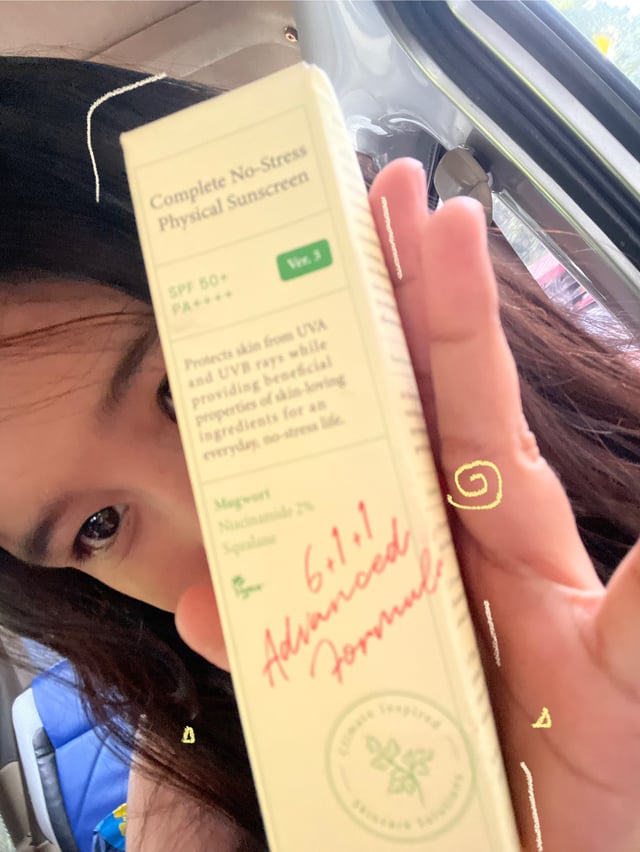 Complete No-Stress
Physical Sunscreen
SPF 50+
PA++++
Ver. 3
Protects skin from UVA
and UVB rays while
providing beneficial
properties of skin-loving
ingredients for an
everyday, no-stress life.
Mugwort
Niacinamide 2%
Squalane
Vegan
6+1+1
Advanced
Formula
Climate Inspired
Skincare Solutions